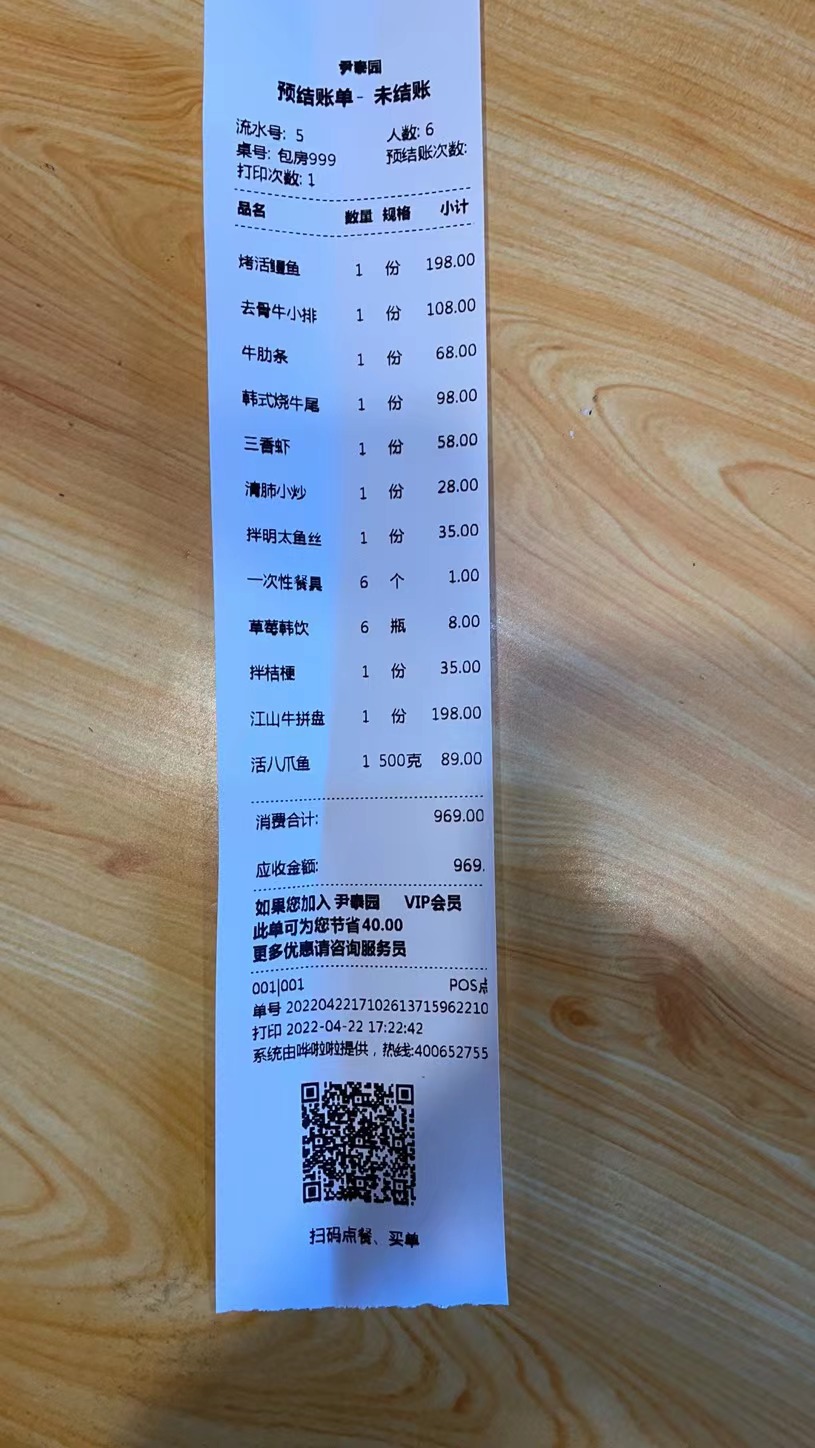 尹泰园
预结账单- 未结账
流水号: 5 人数: 6
桌号: 包房999 预结账次数:
打印次数: 1
品名 数量 规格 小计
烤活鳗鱼 1 份 198.00
去骨牛小排 1 份 108.00
牛肋条 1 份 68.00
韩式烧牛尾 1 份 98.00
三香虾 1 份 58.00
清肺小炒 1 份 28.00
拌明太鱼丝 1 份 35.00
一次性餐具 6 个 1.00
草莓韩饮 6 瓶 8.00
拌桔梗 1 份 35.00
江山牛拼盘 1 份 198.00
活八爪鱼 1 500克 89.00
消费合计: 969.00
应收金额: 969.
如果您加入 尹泰园 VIP会员
此单可为您节省40.00
更多优惠请咨询服务员
001|001 POS点
单号 2022042217102613715962210
打印 2022-04-22 17:22:42
系统由哗啦啦提供，热线:400652755
扫码点餐、买单